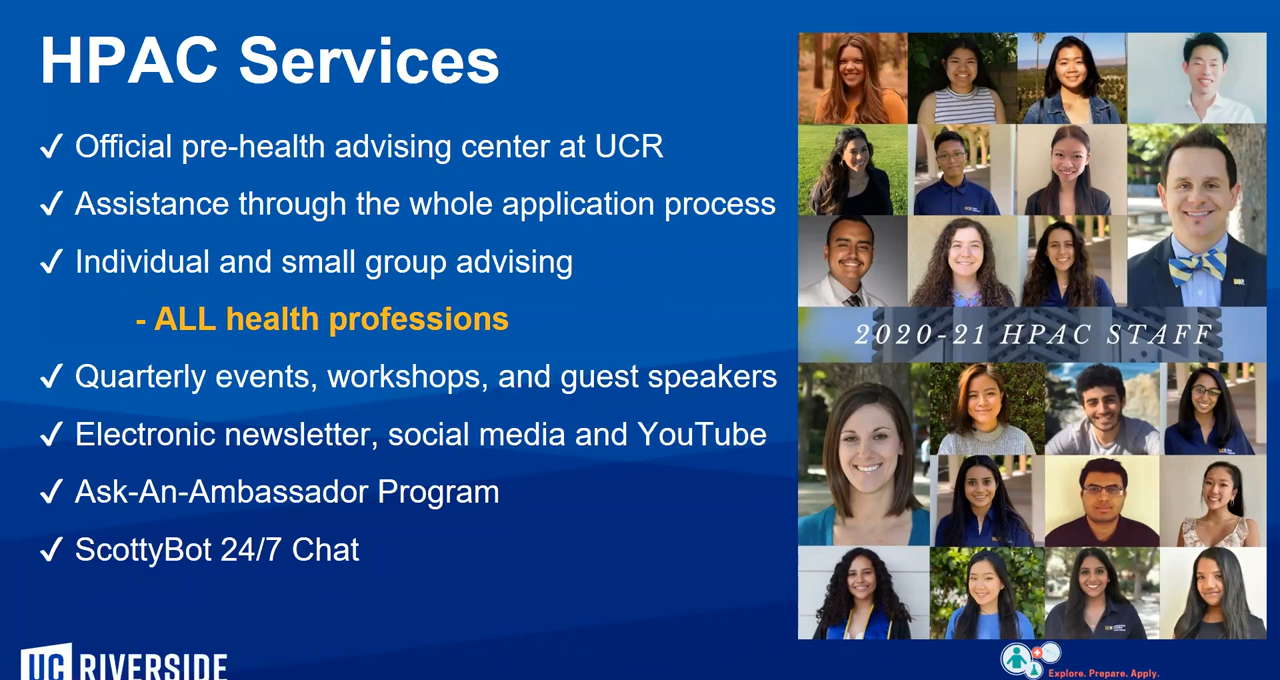 HPAC Services
✓ Official pre-health advising center at UCR
✓ Assistance through the whole application process
✓ Individual and small group advising
- ALL health professions
✓ Quarterly events, workshops, and guest speakers
✓ Electronic newsletter, social media and YouTube
✓ Ask-An-Ambassador Program
✓ ScottyBot 24/7 Chat
2020-21 HPAC STAFF
UC RIVERSIDE
Explore. Prepare. Apply.